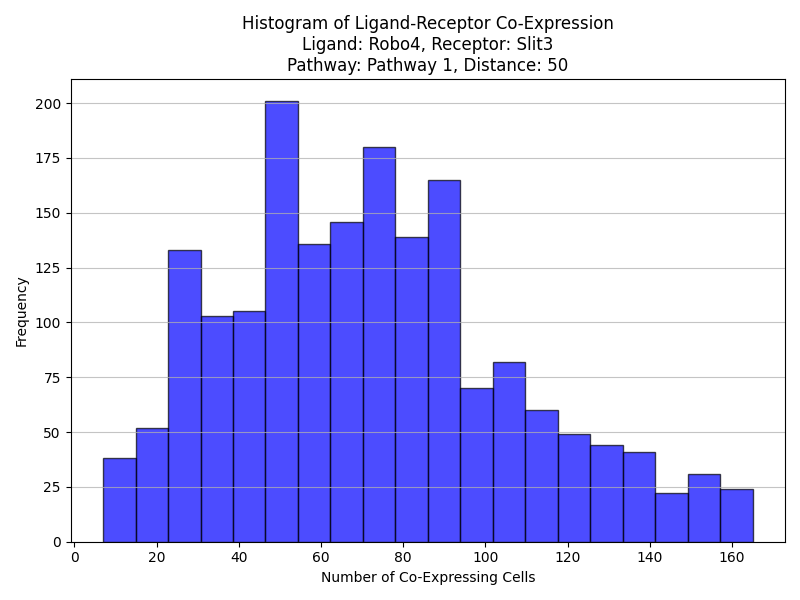 Histogram of Ligand-Receptor Co-Expression
Ligand: Robo4, Receptor: Slit3
Pathway: Pathway 1, Distance: 50
200
175
150
125
100
75
50
25
0
Frequency
0 20 40 60 80 100 120 140 160
Number of Co-Expressing Cells